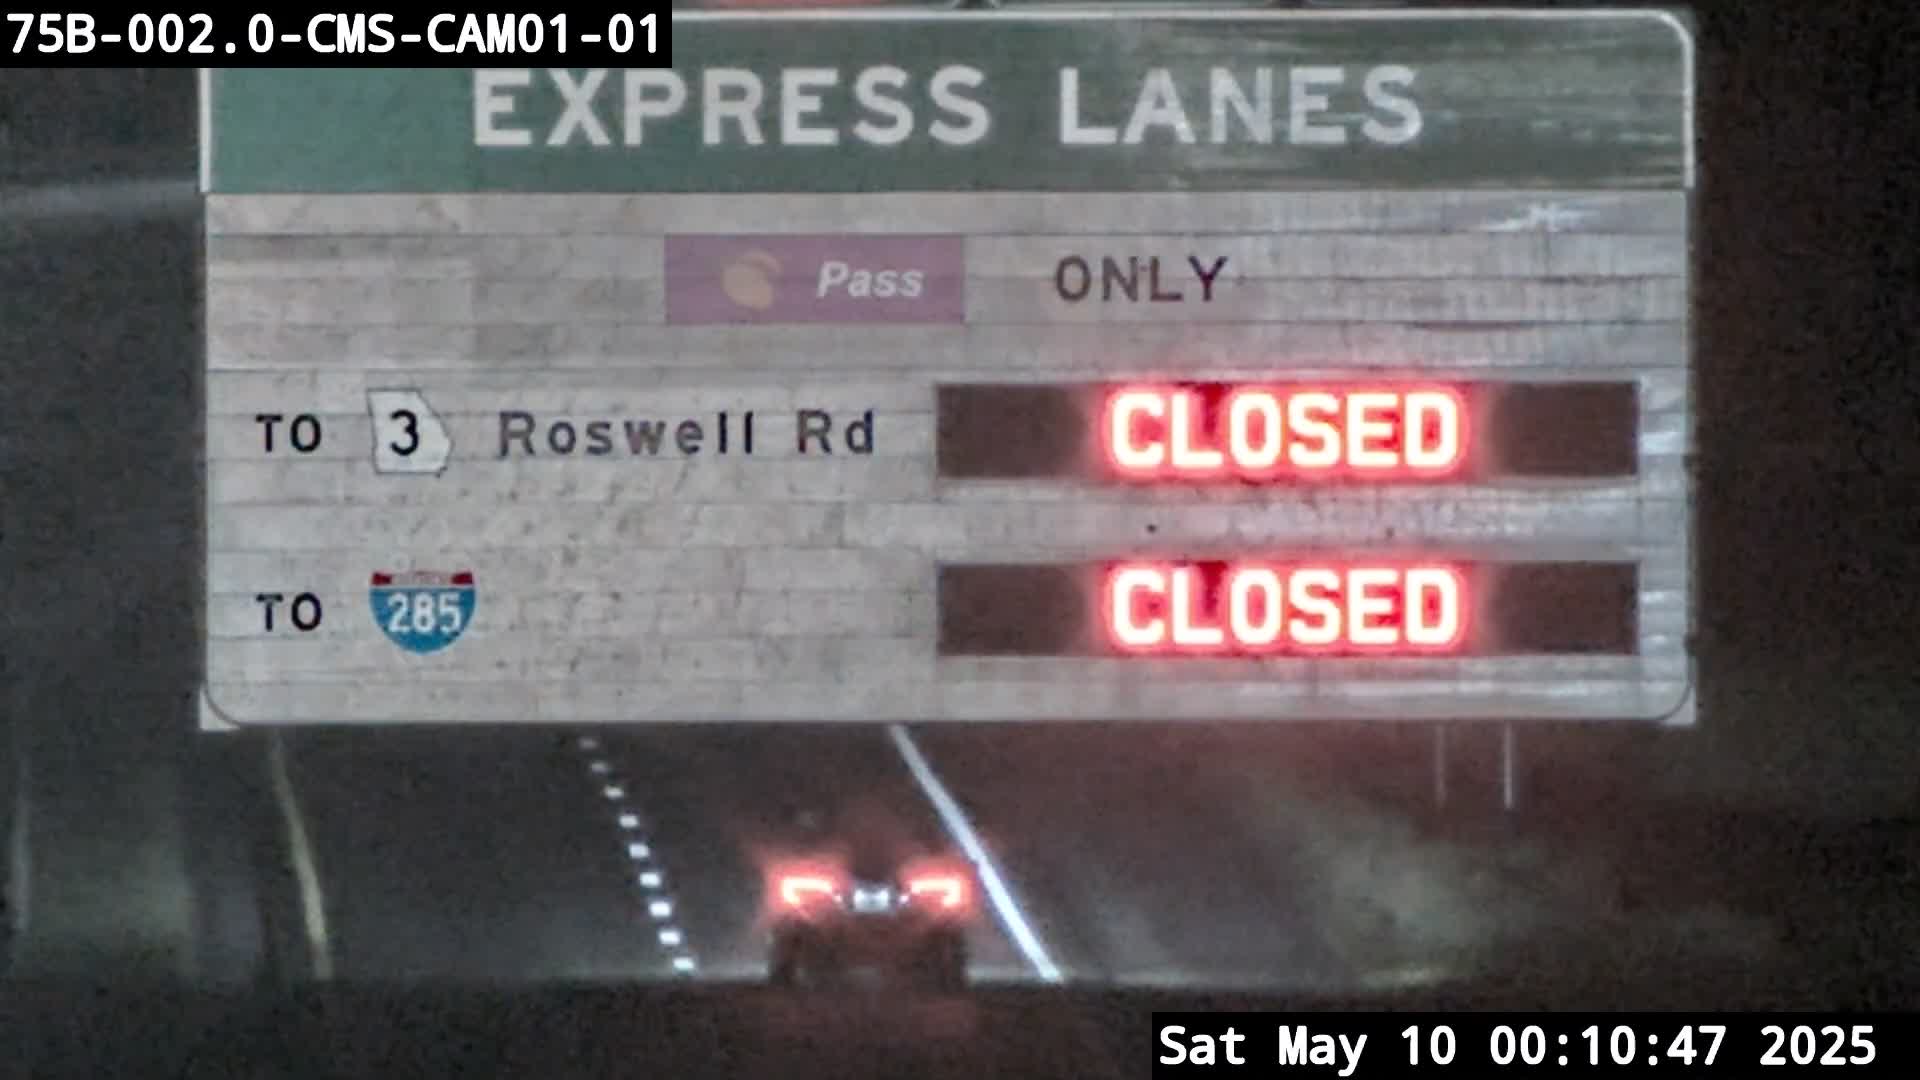 75B-002.0-CMS-CAM01-01
EXPRESS LANES
Pass ONLY
TO 3 Roswell Rd CLOSED
TO 285 CLOSED
Sat May 10 00:10:47 2025